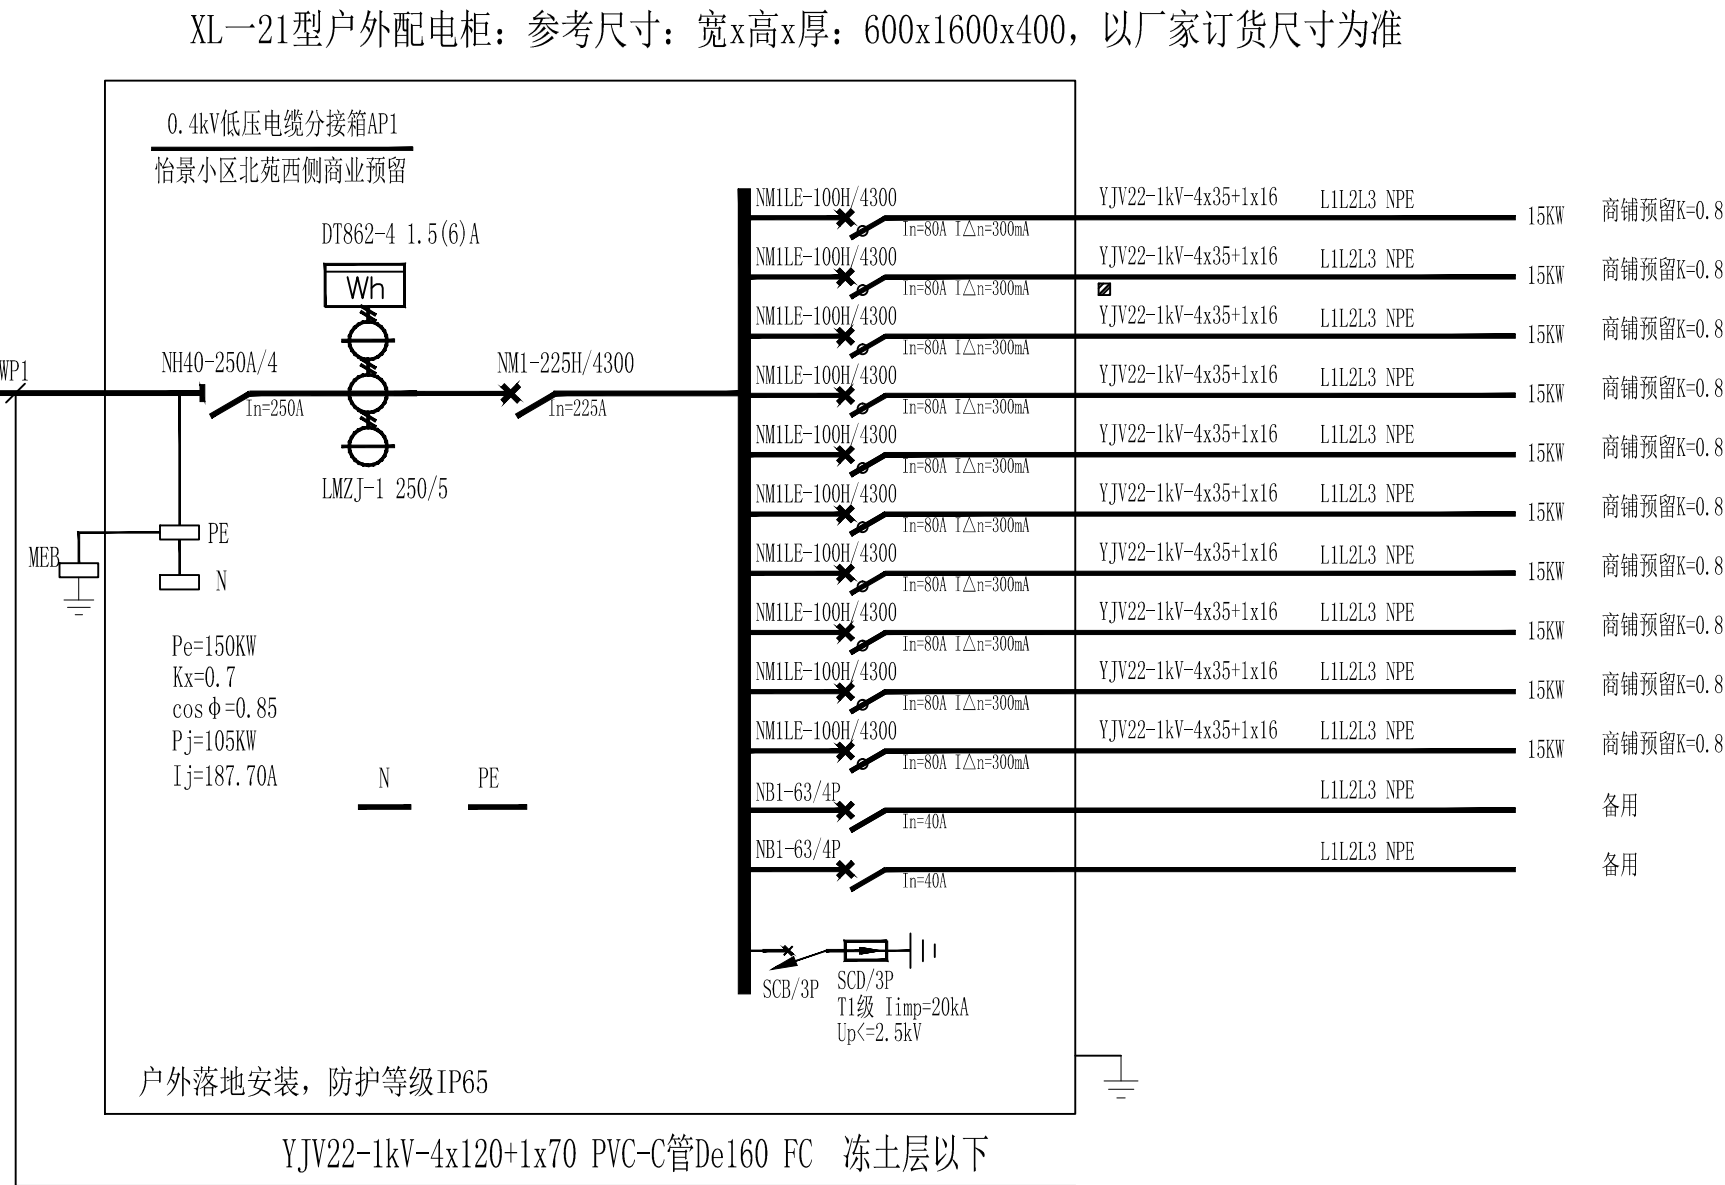 XL一21型户外配电柜：参考尺寸：宽x高x厚：600x1600x400，以厂家订货尺寸为准
0.4kV低压电缆分接箱AP1
怡景小区北苑西侧商业预留
DT862-4 1.5(6)A
Wh
WP1
NH40-250A/4
In=250A
NM1-225H/4300
In=225A
LMZJ-1 250/5
PE
MEB
N
Pe=150KW
Kx=0.7
cosφ=0.85
Pj=105KW
Ij=187.70A
N PE
NM1LE-100H/4300 YJV22-1kV-4x35+1x16 L1L2L3 NPE 15KW 商铺预留K=0.8
In=80A I△n=300mA
NM1LE-100H/4300 YJV22-1kV-4x35+1x16 L1L2L3 NPE 15KW 商铺预留K=0.8
In=80A I△n=300mA
NM1LE-100H/4300 YJV22-1kV-4x35+1x16 L1L2L3 NPE 15KW 商铺预留K=0.8
In=80A I△n=300mA
NM1LE-100H/4300 YJV22-1kV-4x35+1x16 L1L2L3 NPE 15KW 商铺预留K=0.8
In=80A I△n=300mA
NM1LE-100H/4300 YJV22-1kV-4x35+1x16 L1L2L3 NPE 15KW 商铺预留K=0.8
In=80A I△n=300mA
NM1LE-100H/4300 YJV22-1kV-4x35+1x16 L1L2L3 NPE 15KW 商铺预留K=0.8
In=80A I△n=300mA
NM1LE-100H/4300 YJV22-1kV-4x35+1x16 L1L2L3 NPE 15KW 商铺预留K=0.8
In=80A I△n=300mA
NM1LE-100H/4300 YJV22-1kV-4x35+1x16 L1L2L3 NPE 15KW 商铺预留K=0.8
In=80A I△n=300mA
NM1LE-100H/4300 YJV22-1kV-4x35+1x16 L1L2L3 NPE 15KW 商铺预留K=0.8
In=80A I△n=300mA
NM1LE-100H/4300 YJV22-1kV-4x35+1x16 L1L2L3 NPE 15KW 商铺预留K=0.8
In=80A I△n=300mA
NB1-63/4P L1L2L3 NPE 备用
In=40A
NB1-63/4P L1L2L3 NPE 备用
In=40A
SCB/3P
SCD/3P
T1级 Iimp=20kA
Up<=2.5kV
户外落地安装，防护等级IP65
YJV22-1kV-4x120+1x70 PVC-C管De160 FC 冻土层以下